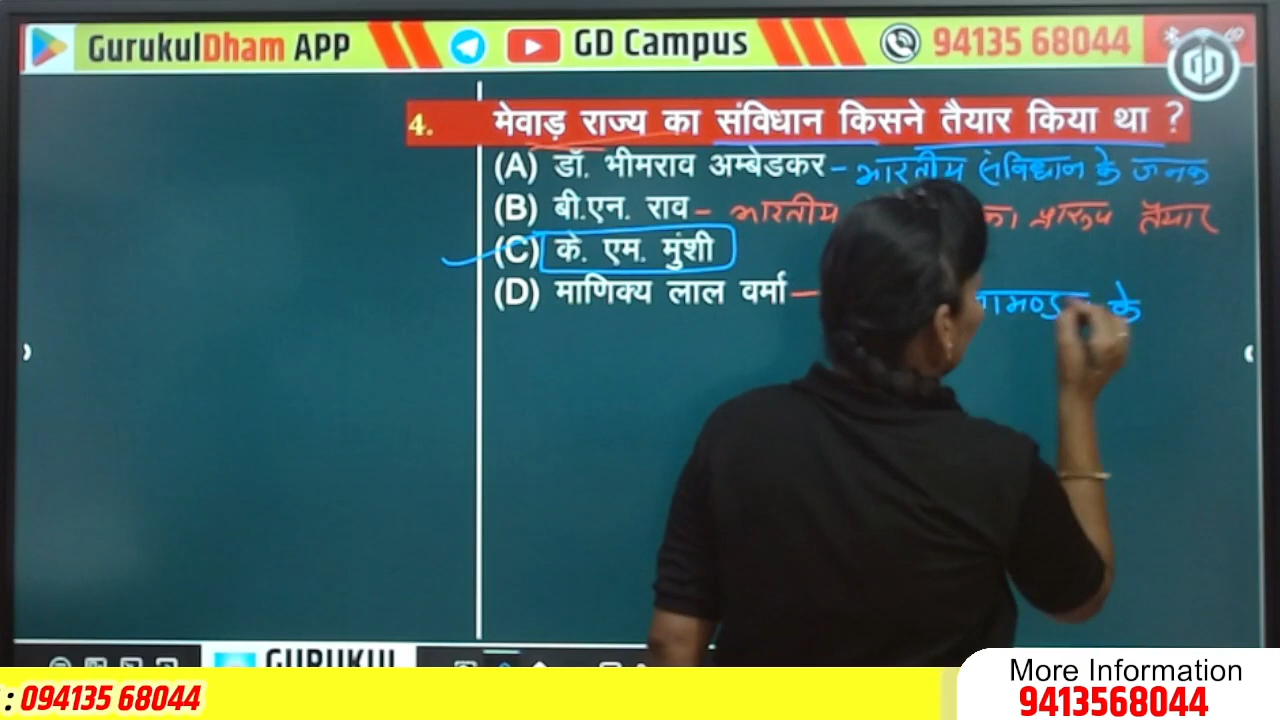 GurukulDham APP GD Campus 94135 68044
4. मेवाड़ राज्य का संविधान किसने तैयार किया था ?
(A) डॉ. भीमराव अम्बेडकर – भारतीय संविधान के जनक
(B) बी.एन. राव – भारतीय का प्रारूप तैयार
(C) के. एम. मुंशी
(D) माणिक्य लाल वर्मा – के
GURUKUL
: 094135 68044
More Information
9413568044